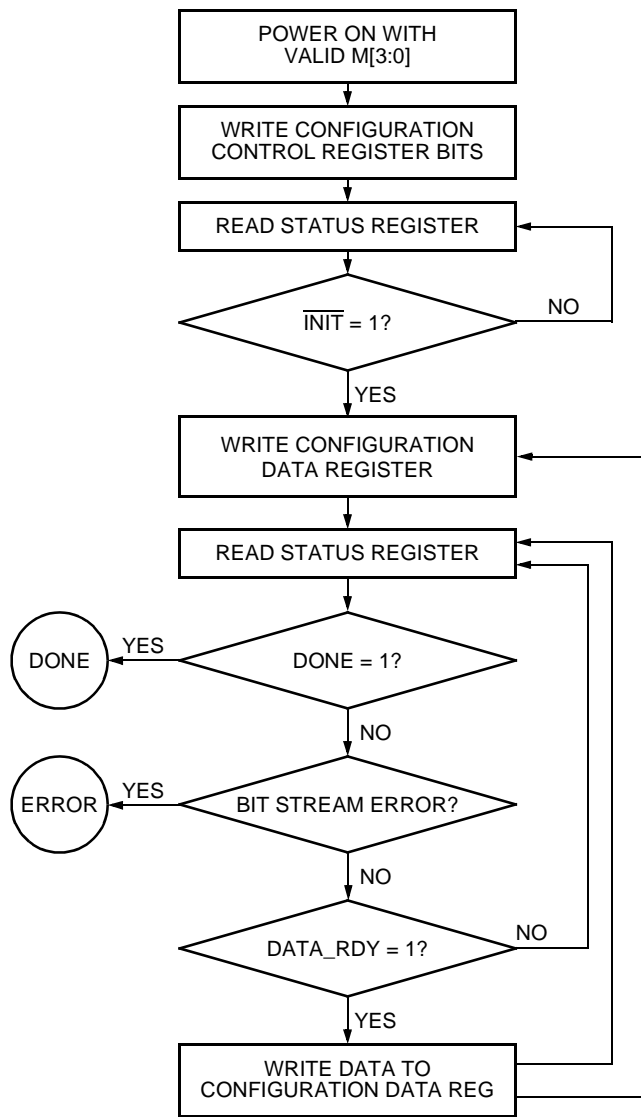 POWER ON WITH
VALID M[3:0]
WRITE CONFIGURATION
CONTROL REGISTER BITS
READ STATUS REGISTER
INIT = 1?
NO
YES
WRITE CONFIGURATION
DATA REGISTER
READ STATUS REGISTER
DONE
YES
DONE = 1?
NO
ERROR
YES
BIT STREAM ERROR?
NO
DATA_RDY = 1?
NO
YES
WRITE DATA TO
CONFIGURATION DATA REG